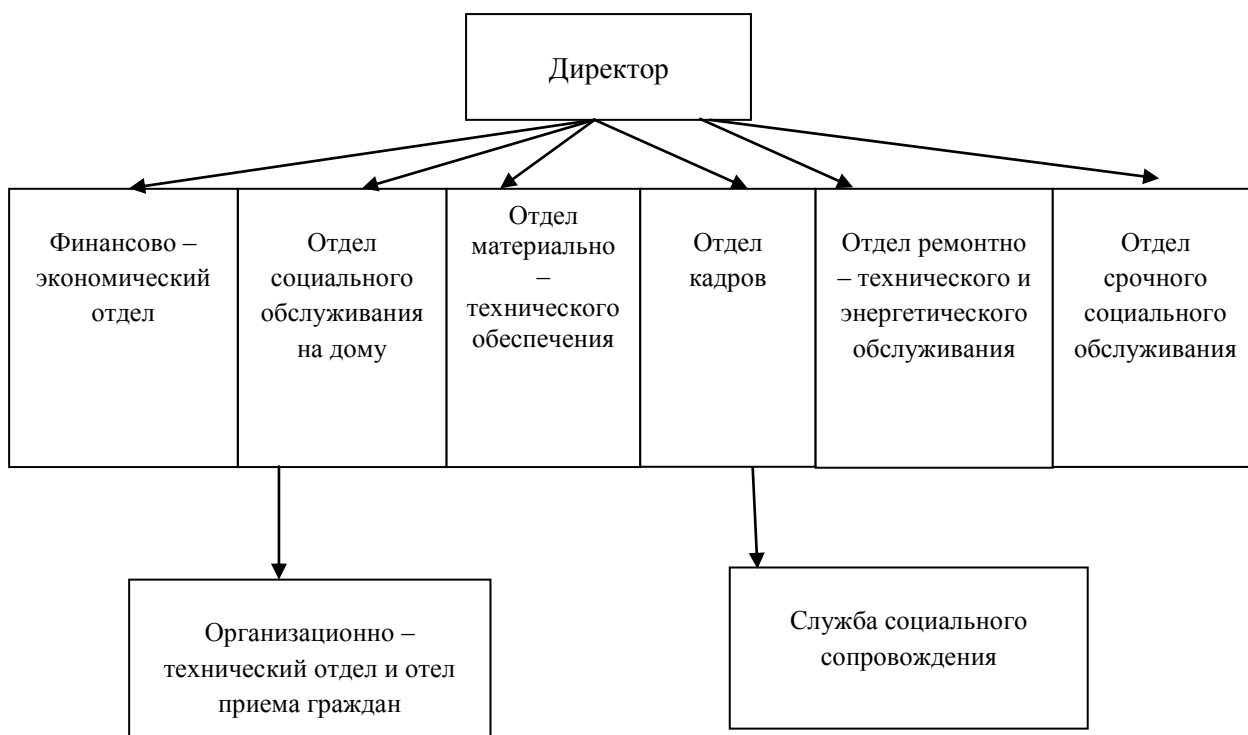 Директор
Финансово –
экономический
отдел
Отдел
социального
обслуживания
на дому
Отдел
материально
–
технического
обеспечения
Отдел
кадров
Отдел ремонтно
– технического и
энергетического
обслуживания
Отдел
срочного
социального
обслуживания
Организационно –
технический отдел и отел
приема граждан
Служба социального
сопровождения